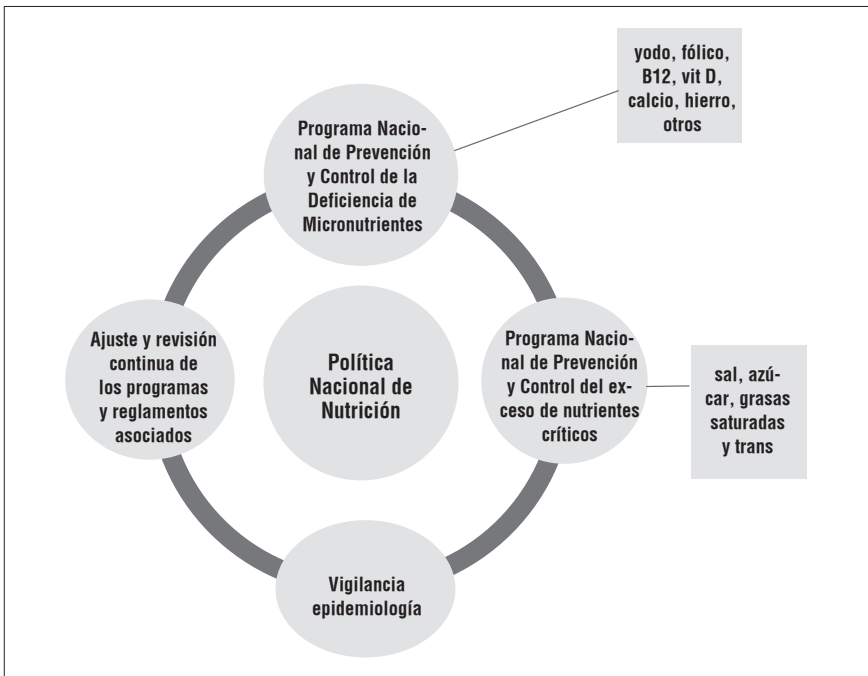 yodo, fólico,
B12, vit D,
calcio, hierro,
otros
Programa Nacio-
nal de Prevención
y Control de la
Deficiencia de
Micronutrientes
Ajuste y revisión
continua de
los programas
y reglamentos
asociados
Política
Nacional de
Nutrición
Programa Nacio-
nal de Prevención
y Control del ex-
ceso de nutrientes
críticos
sal, azú-
car, grasas
saturadas
y trans
Vigilancia
epidemiología